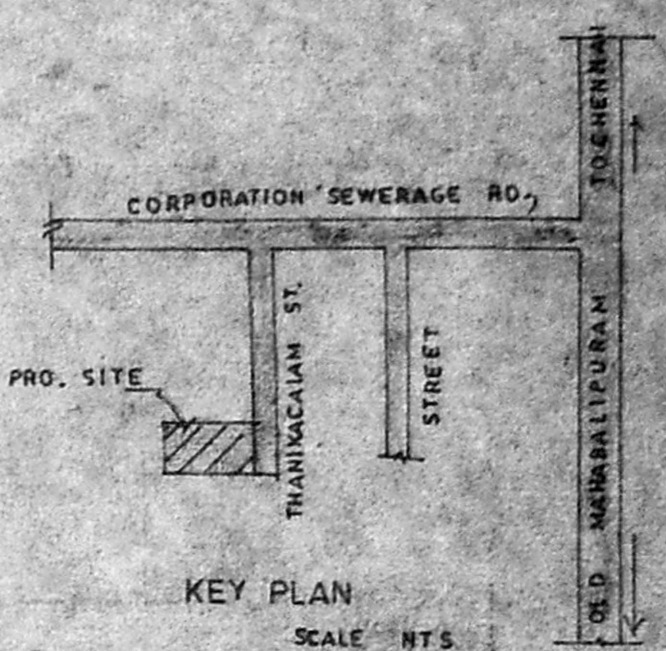 TO CHENNAI
CORPORATION SEWERAGE RD.,
THANIKACALAM ST.
STREET
OLD MAHABALIPURAM
PRO. SITE
KEY PLAN
SCALE NTS